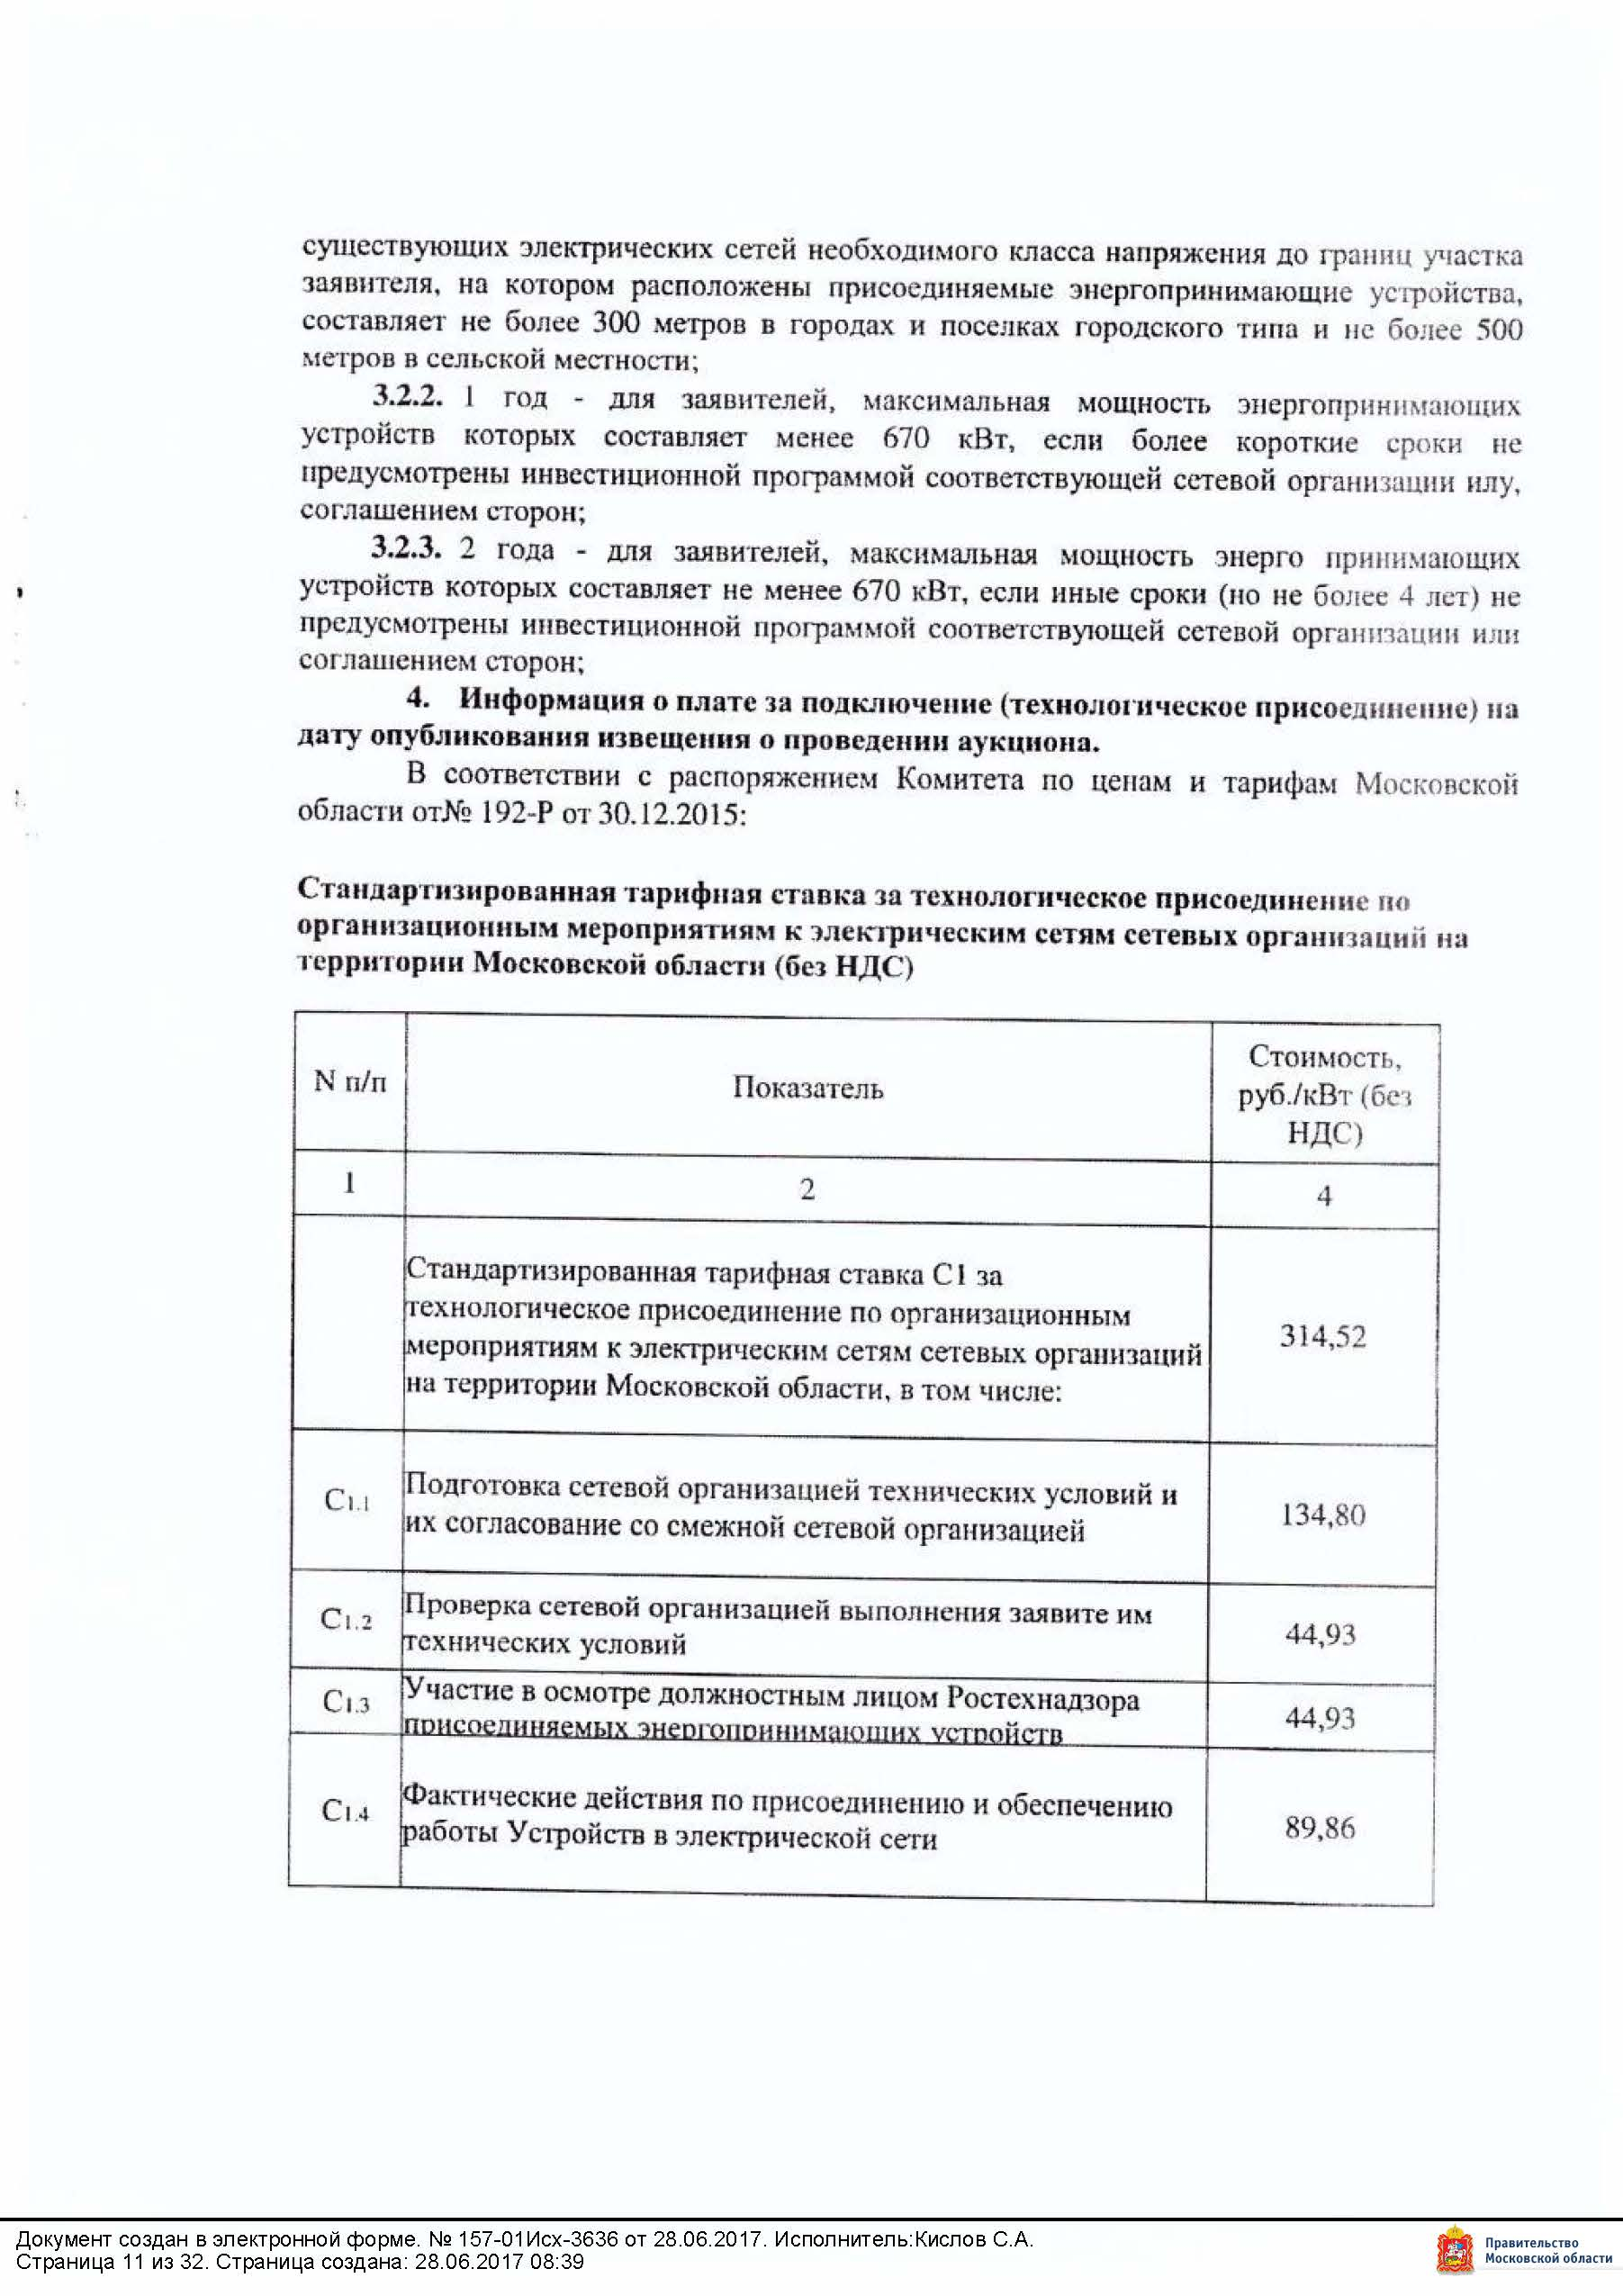 существующих электрических сетей необходимого класса напряжения до границ участка
заявителя, на котором расположены присоединяемые энергопринимающие устройства,
составляет не более 300 метров в городах и поселках городского типа и не более 500
метров в сельской местности;
3.2.2. 1 год - для заявителей, максимальная мощность энергопринимающих
устройств которых составляет менее 670 кВт, если более короткие сроки не
предусмотрены инвестиционной программой соответствующей сетевой организации илу,
соглашением сторон;
3.2.3. 2 года - для заявителей, максимальная мощность энерго принимающих
устройств которых составляет не менее 670 кВт, если иные сроки (но не более 4 лет) не
предусмотрены инвестиционной программой соответствующей сетевой организации или
соглашением сторон;
4. Информация о плате за подключение (технологическое присоединение) на
дату опубликования извещения о проведении аукциона.
В соответствии с распоряжением Комитета по ценам и тарифам Московской
области от№ 192-Р от 30.12.2015:
Стандартизированная тарифная ставка за технологическое присоединение по
организационным мероприятиям к электрическим сетям сетевых организаций на
территории Московской области (без НДС)
N п/п
Показатель
Стоимость,
руб./кВт (без
НДС)
1
2
4
Стандартизированная тарифная ставка С1 за
технологическое присоединение по организационным
мероприятиям к электрическим сетям сетевых организаций
на территории Московской области, в том числе:
314,52
С1.1
Подготовка сетевой организацией технических условий и
их согласование со смежной сетевой организацией
134,80
С1.2
Проверка сетевой организацией выполнения заявите им
технических условий
44,93
С1.3
Участие в осмотре должностным лицом Ростехнадзора
присоединяемых энергопринимающих устройств
44,93
С1.4
Фактические действия по присоединению и обеспечению
работы Устройств в электрической сети
89,86
Документ создан в электронной форме. № 157-01Исх-3636 от 28.06.2017. Исполнитель:Кислов С.А.
Страница 11 из 32. Страница создана: 28.06.2017 08:39
Правительство
Московской области